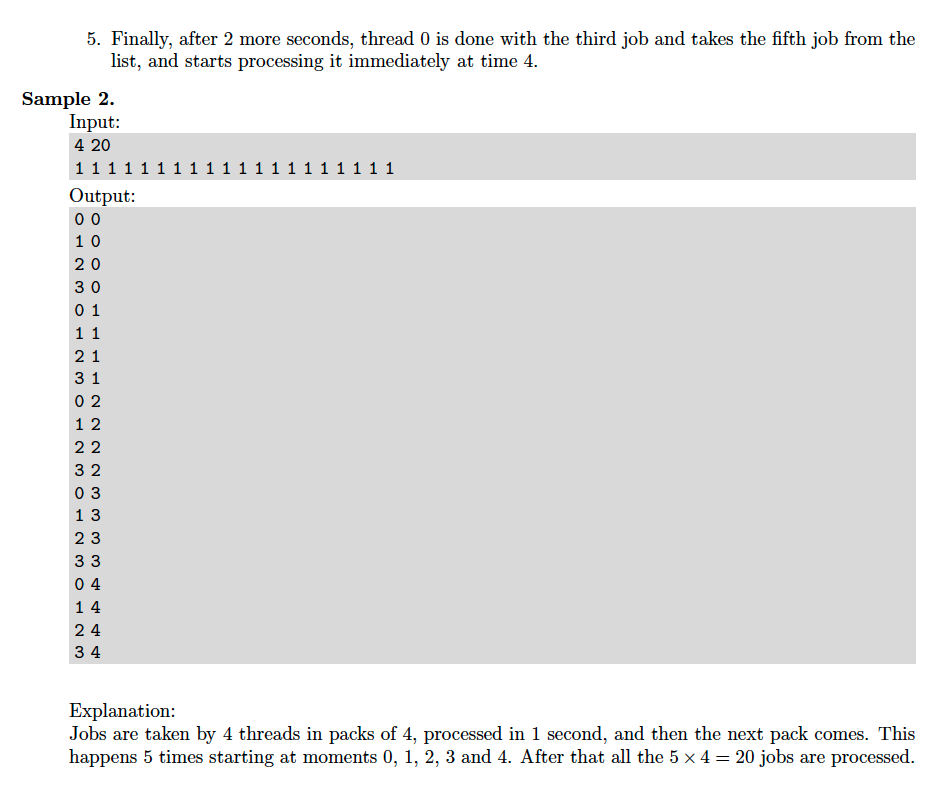 5. Finally, after 2 more seconds, thread 0 is done with the third job and takes the fifth job from the
list, and starts processing it immediately at time 4.
Sample 2.
Input:
4 20
1 1 1 1 1 1 1 1 1 1 1 1 1 1 1 1 1 1 1 1
Output:
0 0
1 0
2 0
3 0
0 1
1 1
2 1
3 1
0 2
1 2
2 2
3 2
0 3
1 3
2 3
3 3
0 4
1 4
2 4
3 4
Explanation:
Jobs are taken by 4 threads in packs of 4, processed in 1 second, and then the next pack comes. This
happens 5 times starting at moments 0, 1, 2, 3 and 4. After that all the 5 × 4 = 20 jobs are processed.